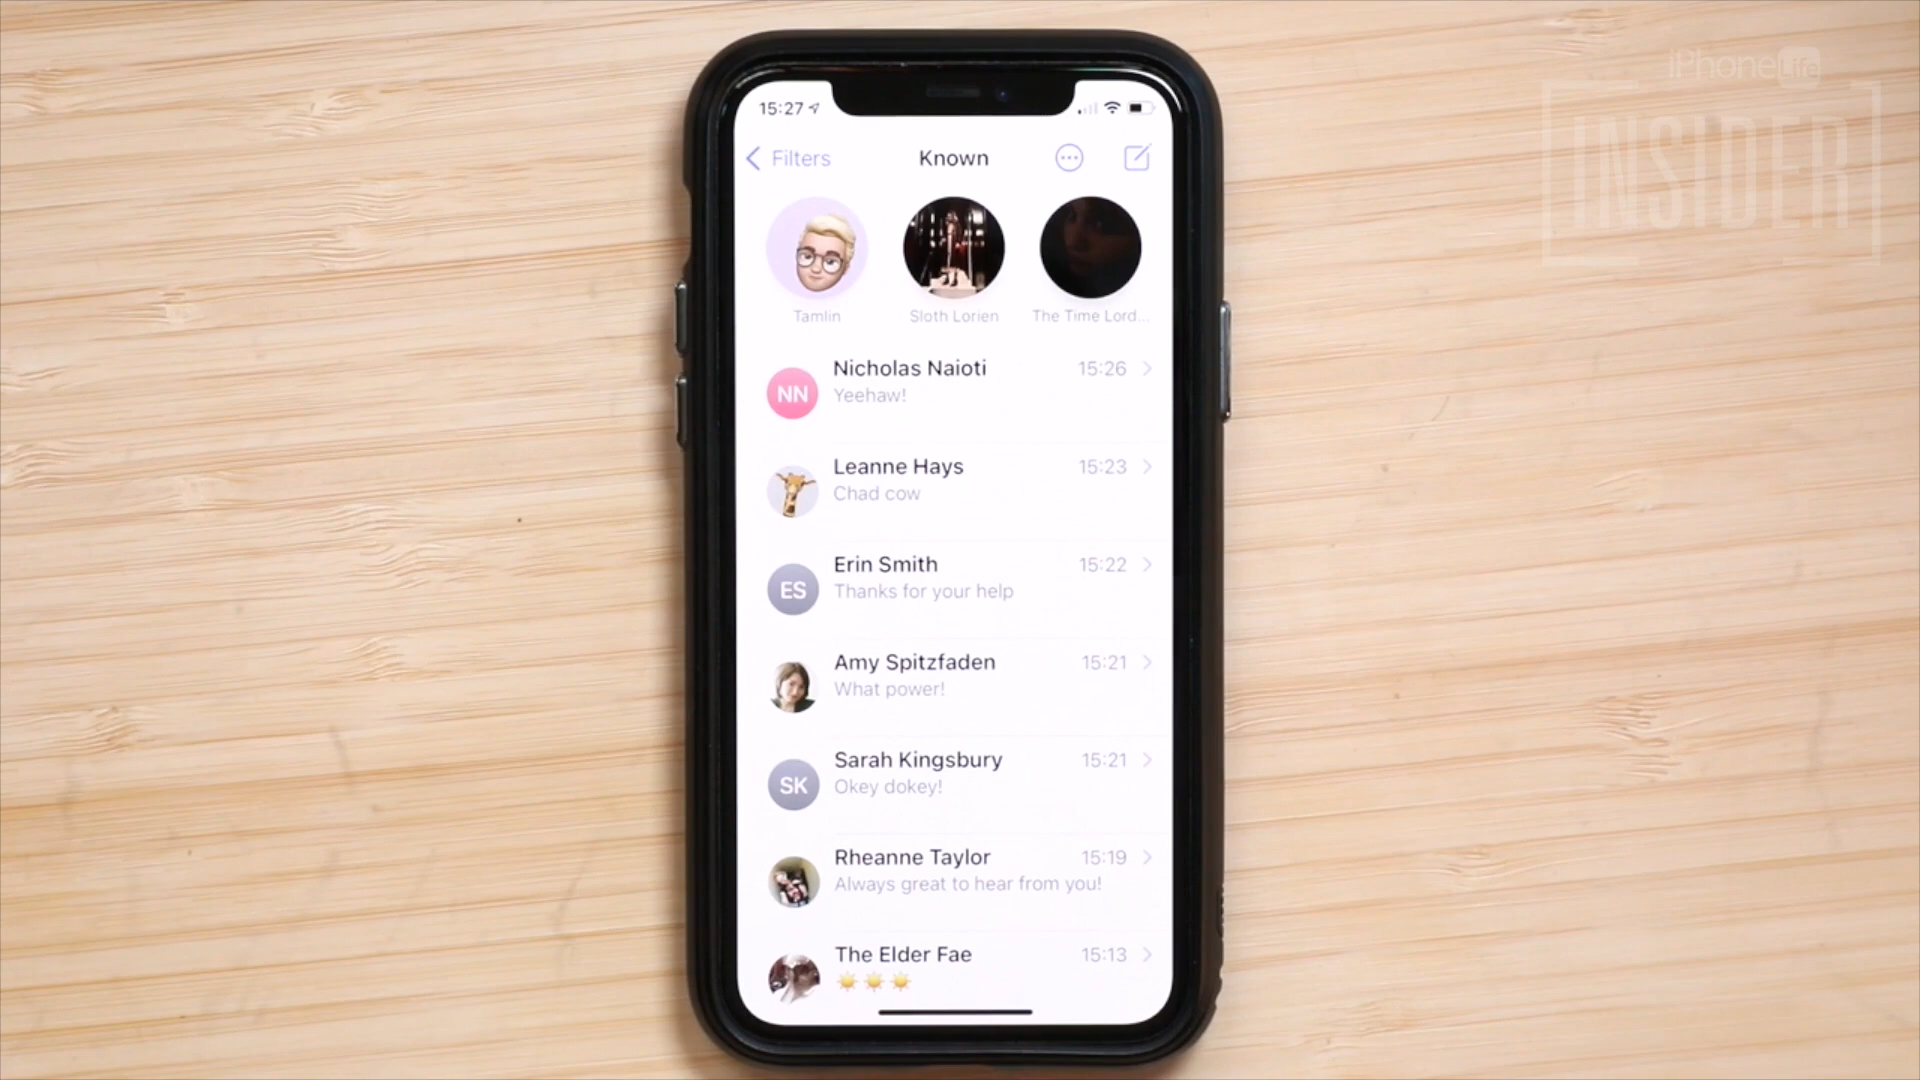 iPhoneLife
INSIDER
15:27
Filters
Known
Tamlin
Sloth Lorien
The Time Lord...
Nicholas Naioti
15:26
Yeehaw!
NN
Leanne Hays
15:23
Chad cow
Erin Smith
15:22
ES
Thanks for your help
Amy Spitzfaden
15:21
What power!
Sarah Kingsbury
15:21
SK
Okey dokey!
Rheanne Taylor
15:19
Always great to hear from you!
The Elder Fae
15:13
☀️☀️☀️